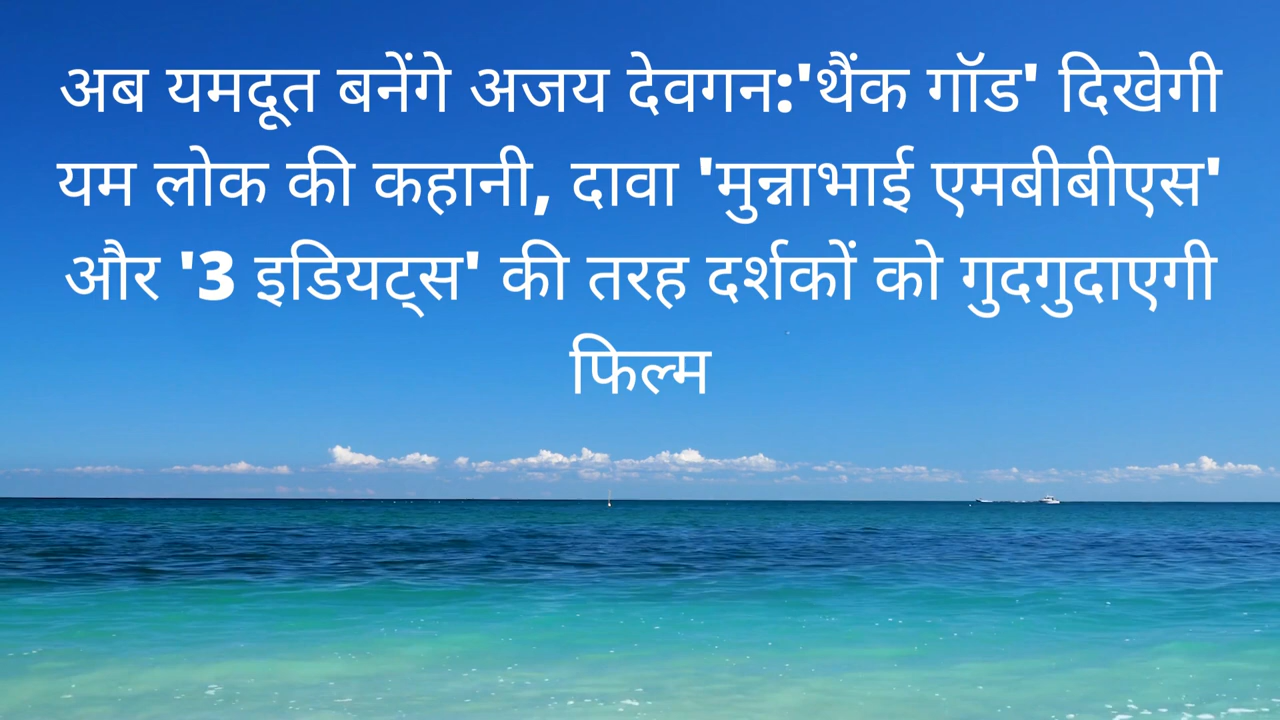 अब यमदूत बनेंगे अजय देवगन:'थैंक गॉड' दिखेगी
यम लोक की कहानी, दावा 'मुन्नाभाई एमबीबीएस'
और '3 इडियट्स' की तरह दर्शकों को गुदगुदाएगी
फिल्म